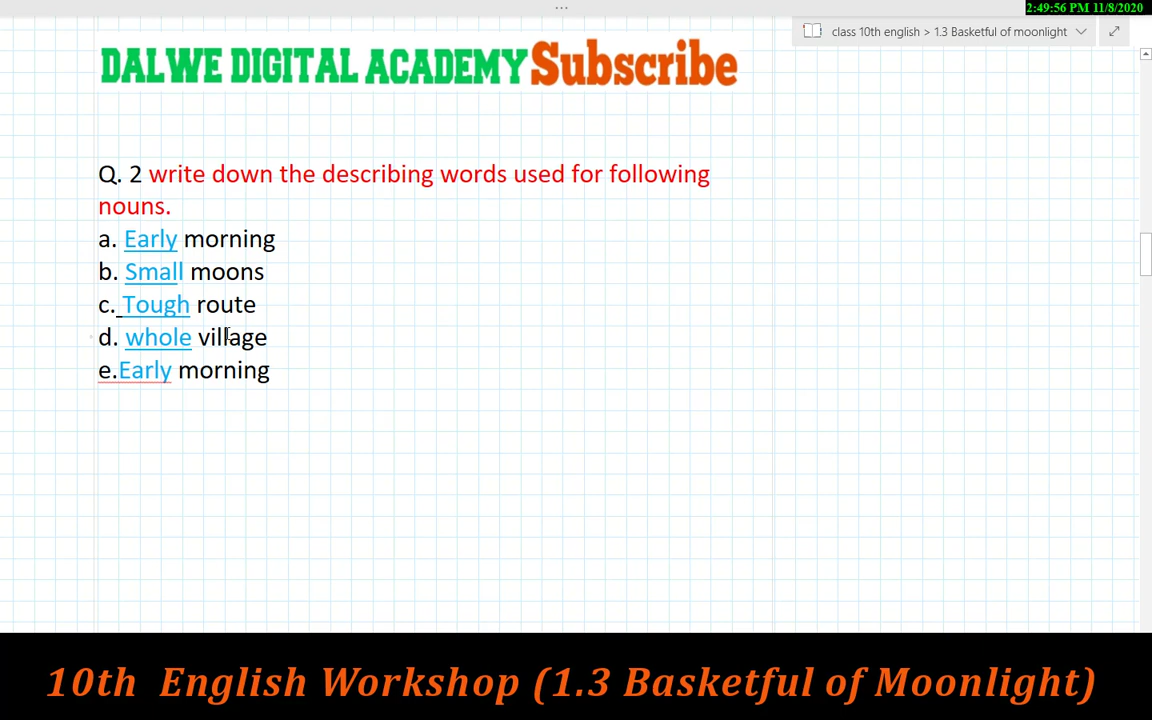 2:49:56 PM 11/8/2020
class 10th english > 1.3 Basketful of moonlight
DALWE DIGITAL ACADEMY Subscribe
Q. 2 write down the describing words used for following
nouns.
a. Early morning
b. Small moons
c. Tough route
d. whole village
e.Early morning
10th English Workshop (1.3 Basketful of Moonlight)